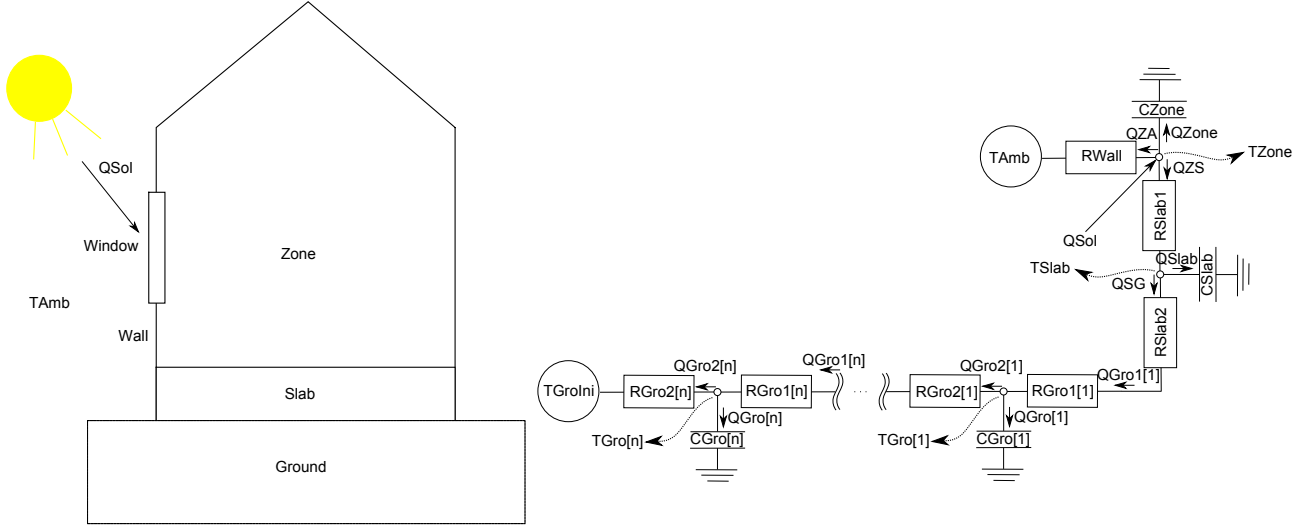 QSol
Window
TAmb
Wall
Zone
Slab
Ground
CZone
QZA
QZone
TAmb
RWall
TZone
QZS
RSlab1
QSol
TSlab
QSlab
CSlab
QSG
RSlab2
TGroIni
QGro2[n]
RGro2[n]
RGro1[n]
QGro1[n]
...
QGro2[1]
RGro2[1]
RGro1[1]
QGro1[1]
QGro[n]
TGro[n]
CGro[n]
QGro[1]
TGro[1]
CGro[1]